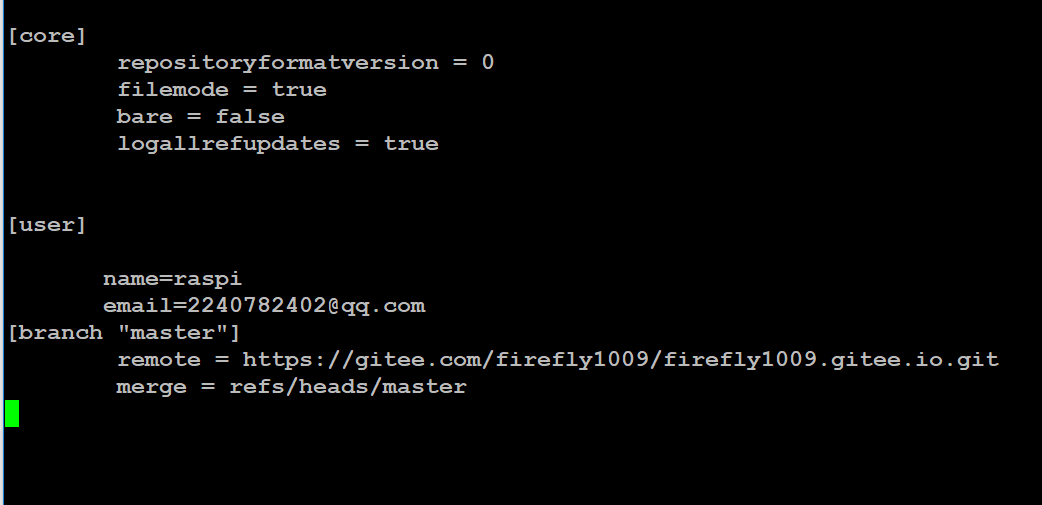 [core]
repositoryformatversion = 0
filemode = true
bare = false
logallrefupdates = true
[user]
name=raspi
email=2240782402@qq.com
[branch "master"]
remote = https://gitee.com/firefly1009/firefly1009.gitee.io.git
merge = refs/heads/master